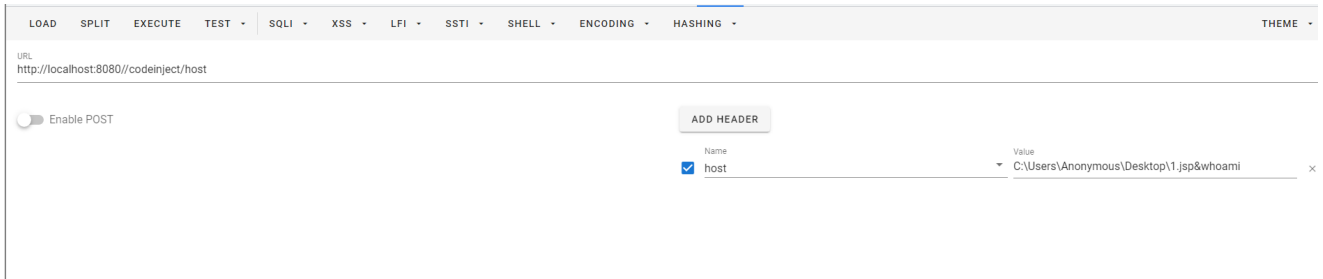 LOAD SPLIT EXECUTE TEST SQLI XSS LFI SSTI SHELL ENCODING HASHING THEME
URL
http://localhost:8080//codeinject/host
Enable POST
ADD HEADER
Name Value
host C:\Users\Anonymous\Desktop\1.jsp&whoami